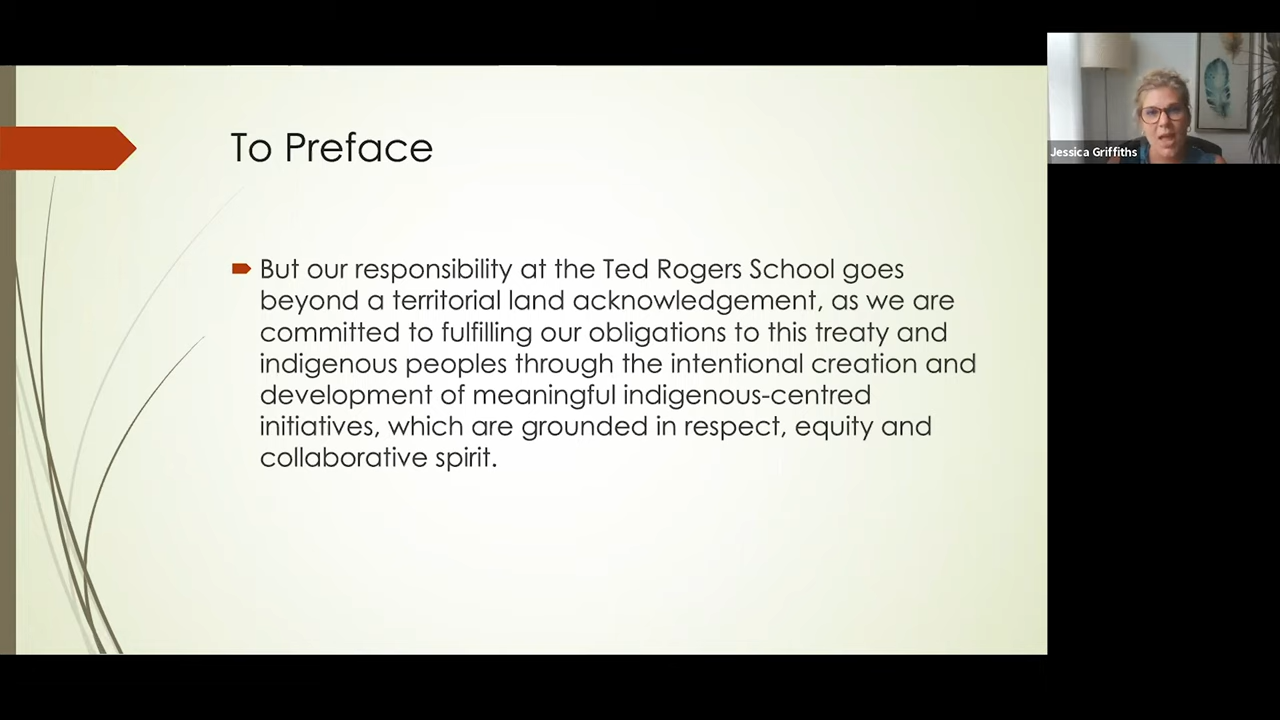 To Preface
But our responsibility at the Ted Rogers School goes
beyond a territorial land acknowledgement, as we are
committed to fulfilling our obligations to this treaty and
indigenous peoples through the intentional creation and
development of meaningful indigenous-centred
initiatives, which are grounded in respect, equity and
collaborative spirit.
Jessica Griffiths